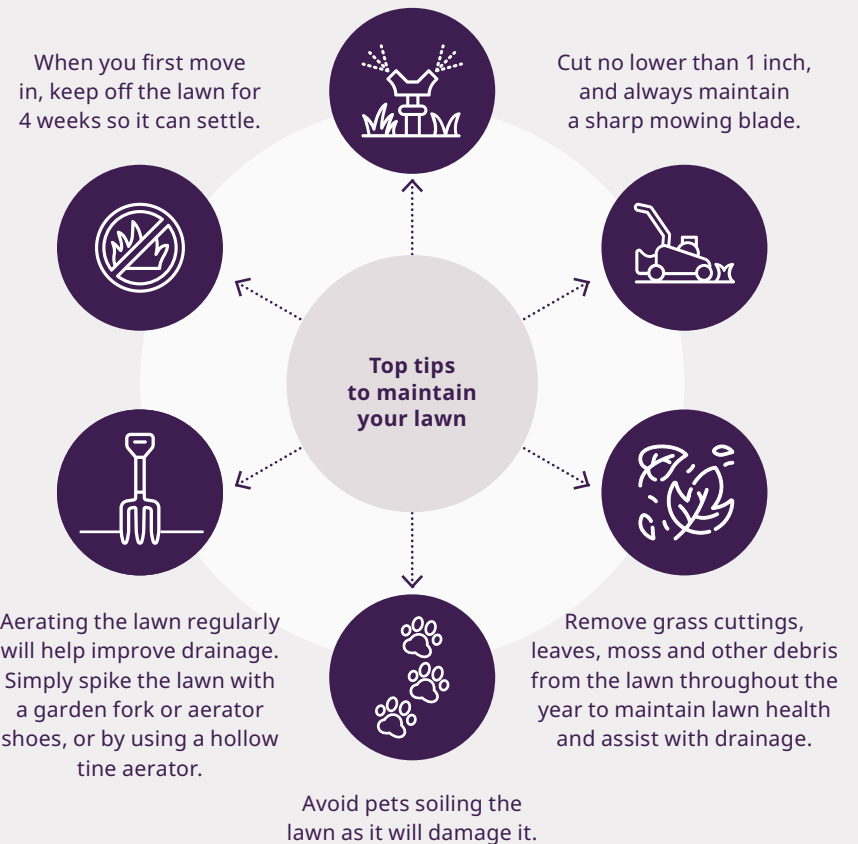 When you first move
in, keep off the lawn for
4 weeks so it can settle.
Cut no lower than 1 inch,
and always maintain
a sharp mowing blade.
Top tips
to maintain
your lawn
Aerating the lawn regularly
will help improve drainage.
Simply spike the lawn with
a garden fork or aerator
shoes, or by using a hollow
tine aerator.
Avoid pets soiling the
lawn as it will damage it.
Remove grass cuttings,
leaves, moss and other debris
from the lawn throughout the
year to maintain lawn health
and assist with drainage.